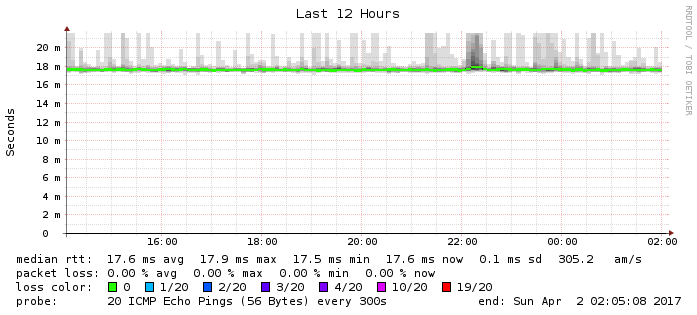 Last 12 Hours
RRDTOOL / TOBI OETIKER
Seconds
20 m
18 m
16 m
14 m
12 m
10 m
8 m
6 m
4 m
2 m
0
16:00 18:00 20:00 22:00 00:00 02:00
median rtt: 17.6 ms avg 17.9 ms max 17.5 ms min 17.6 ms now 0.1 ms sd 305.2 am/s
packet loss: 0.00 % avg 0.00 % max 0.00 % min 0.00 % now
loss color: 0 1/20 2/20 3/20 4/20 10/20 19/20
probe: 20 ICMP Echo Pings (56 Bytes) every 300s end: Sun Apr 2 02:05:08 2017